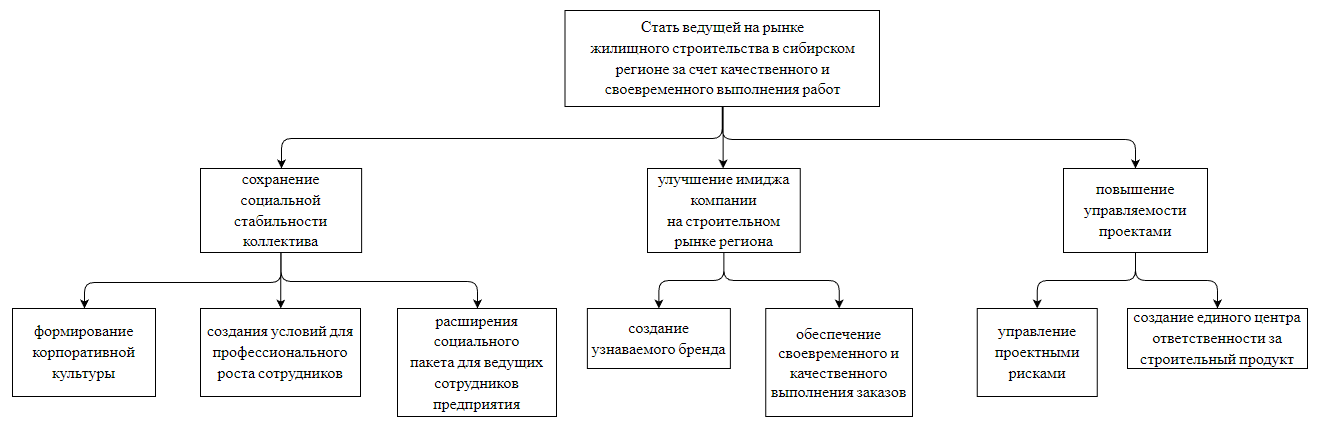 Стать ведущей на рынке
жилищного строительства в сибирском
регионе за счет качественного и
своевременного выполнения работ
сохранение
социальной
стабильности
коллектива
улучшение имиджа
компании
на строительном
рынке региона
повышение
управляемости
проектами
формирование
корпоративной
культуры
создания условий для
профессионального
роста сотрудников
расширения
социального
пакета для ведущих
сотрудников
предприятия
создание
узнаваемого бренда
обеспечение
своевременного и
качественного
выполнения заказов
управление
проектными
рисками
создание единого центра
ответственности за
строительный продукт